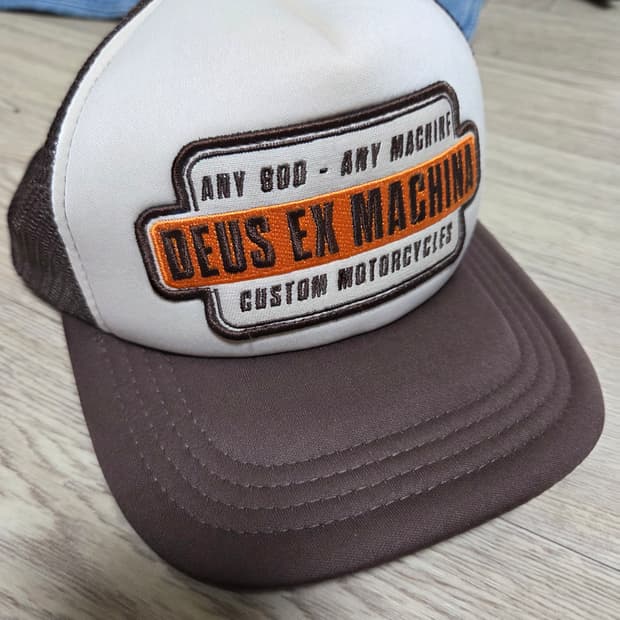 ANY GOD - ANY MACHINE
DEUS EX MACHINA
CUSTOM MOTORCYCLES